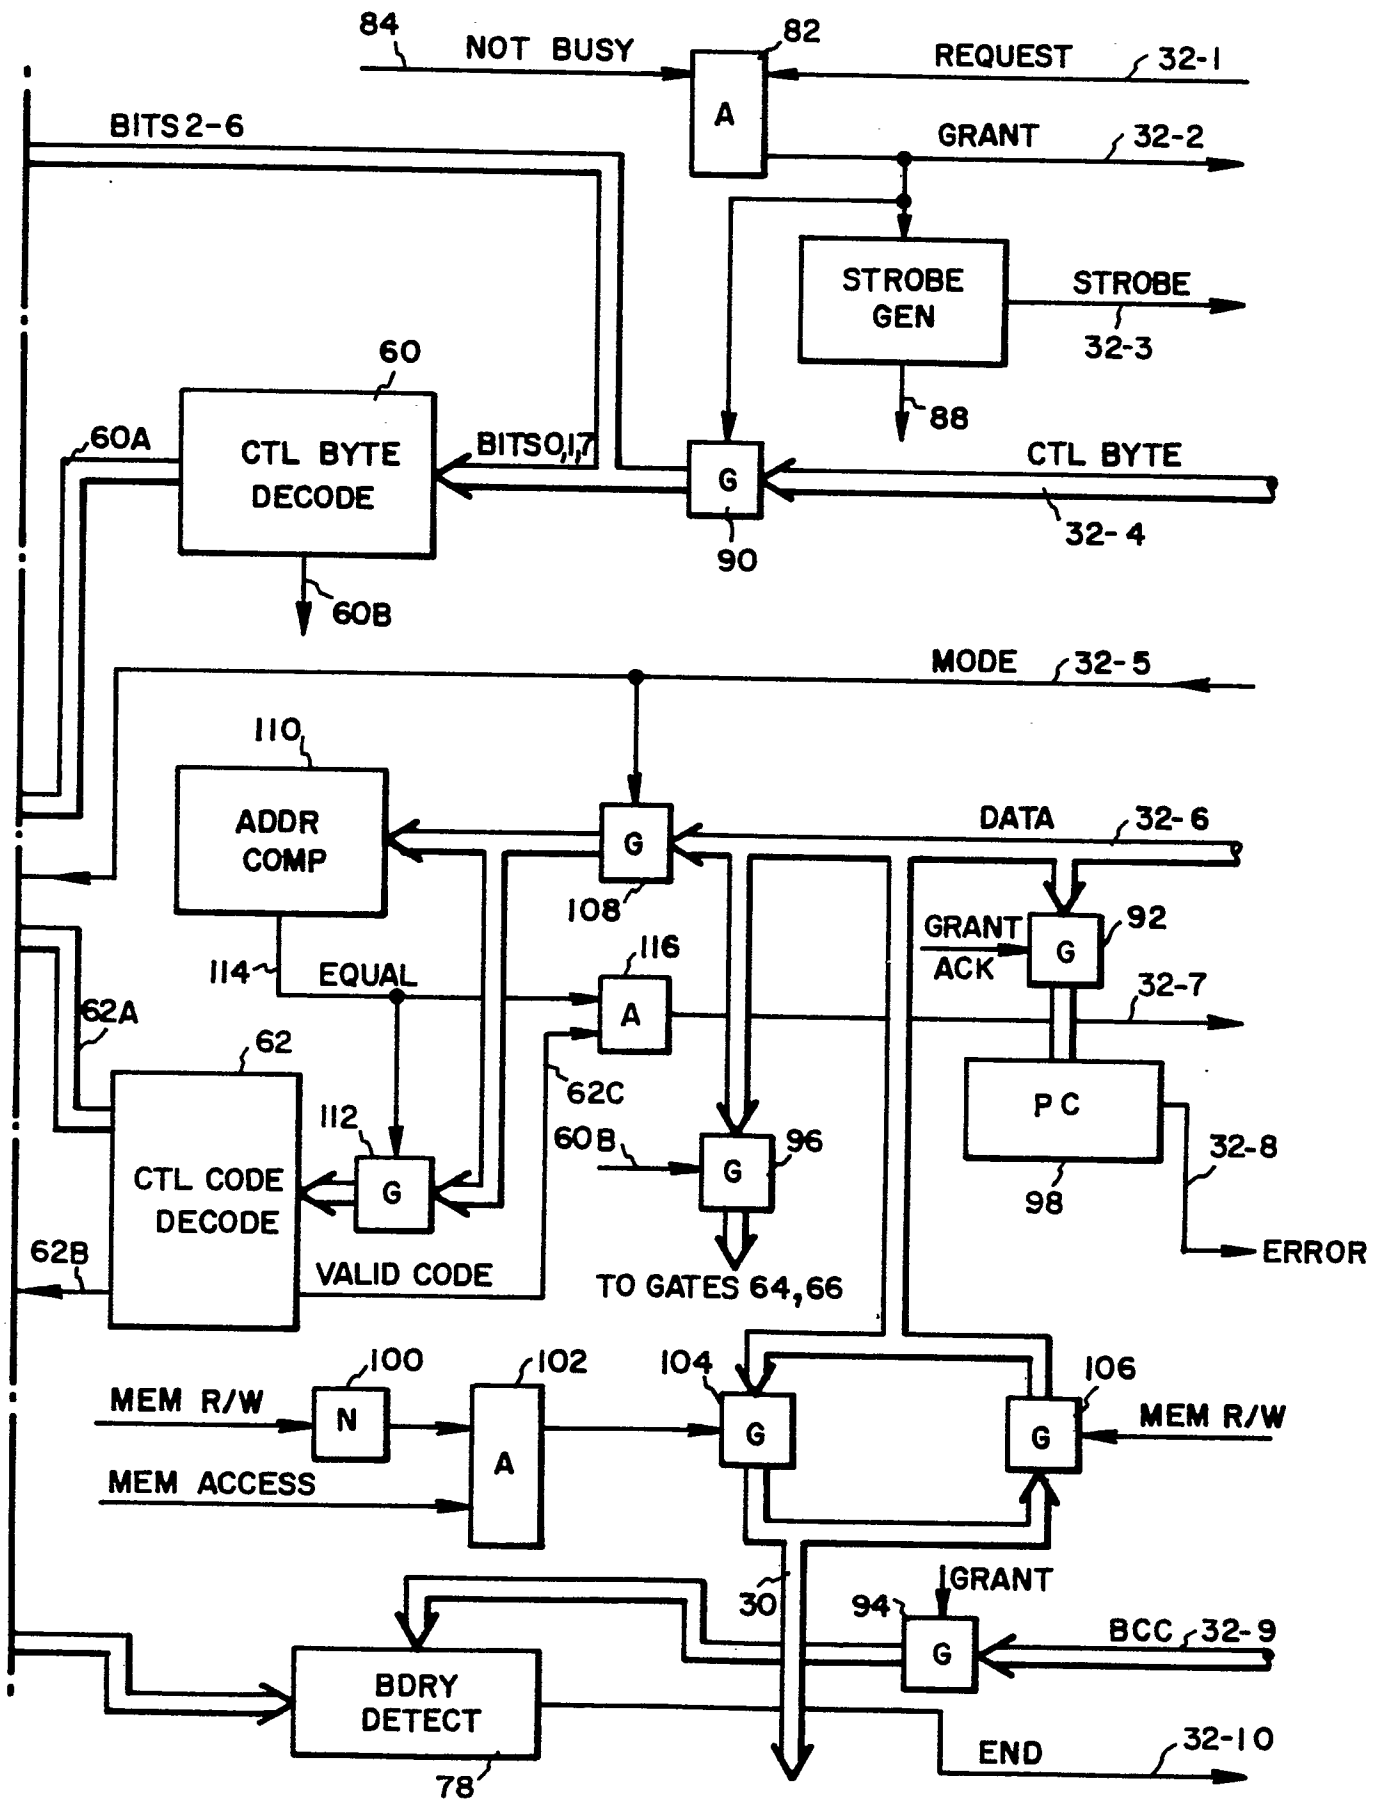 84
NOT BUSY
82
REQUEST
32-1
A
BITS 2-6
GRANT
32-2
STROBE
GEN
STROBE
32-3
60
88
60A
CTL BYTE
DECODE
BITS 0,1,7
G
CTL BYTE
32-4
90
60B
MODE
32-5
110
ADDR
COMP
G
DATA
32-6
108
GRANT
ACK
G
92
114
EQUAL
116
A
32-7
62A
62
62C
PC
112
60B
G
96
32-8
98
CTL CODE
DECODE
G
62B
VALID CODE
TO GATES 64,66
ERROR
100
102
104
106
MEM R/W
N
A
G
G
MEM R/W
MEM ACCESS
30
GRANT
94
G
BCC
32-9
BDRY
DETECT
END
32-10
78